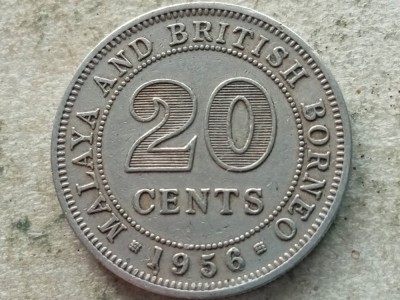 MALAYA AND BRITISH BORNEO
20
CENTS
1956